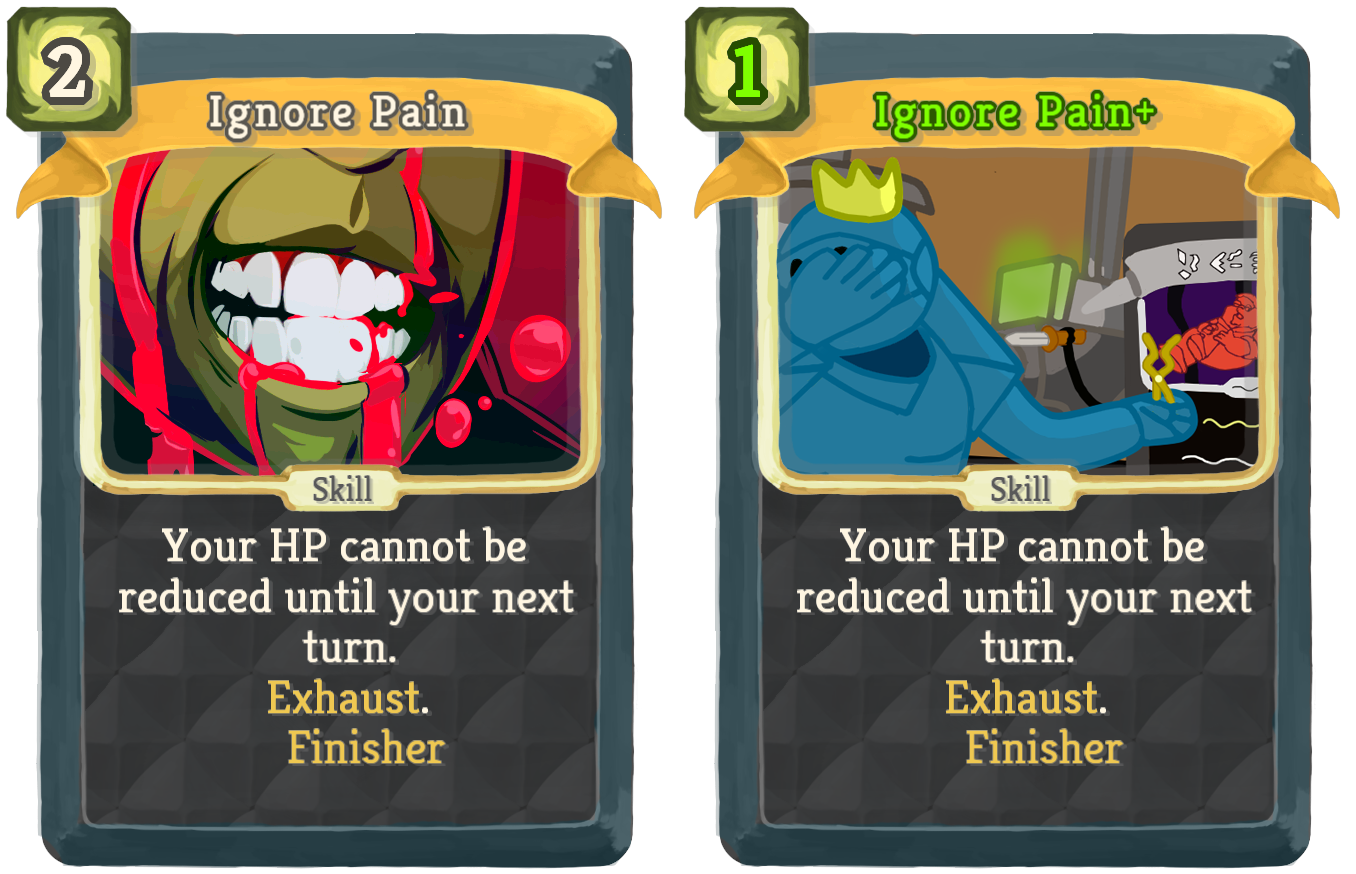 2
Ignore Pain
Skill
Your HP cannot be
reduced until your next
turn.
Exhaust.
Finisher
1
Ignore Pain+
Skill
Your HP cannot be
reduced until your next
turn.
Exhaust.
Finisher